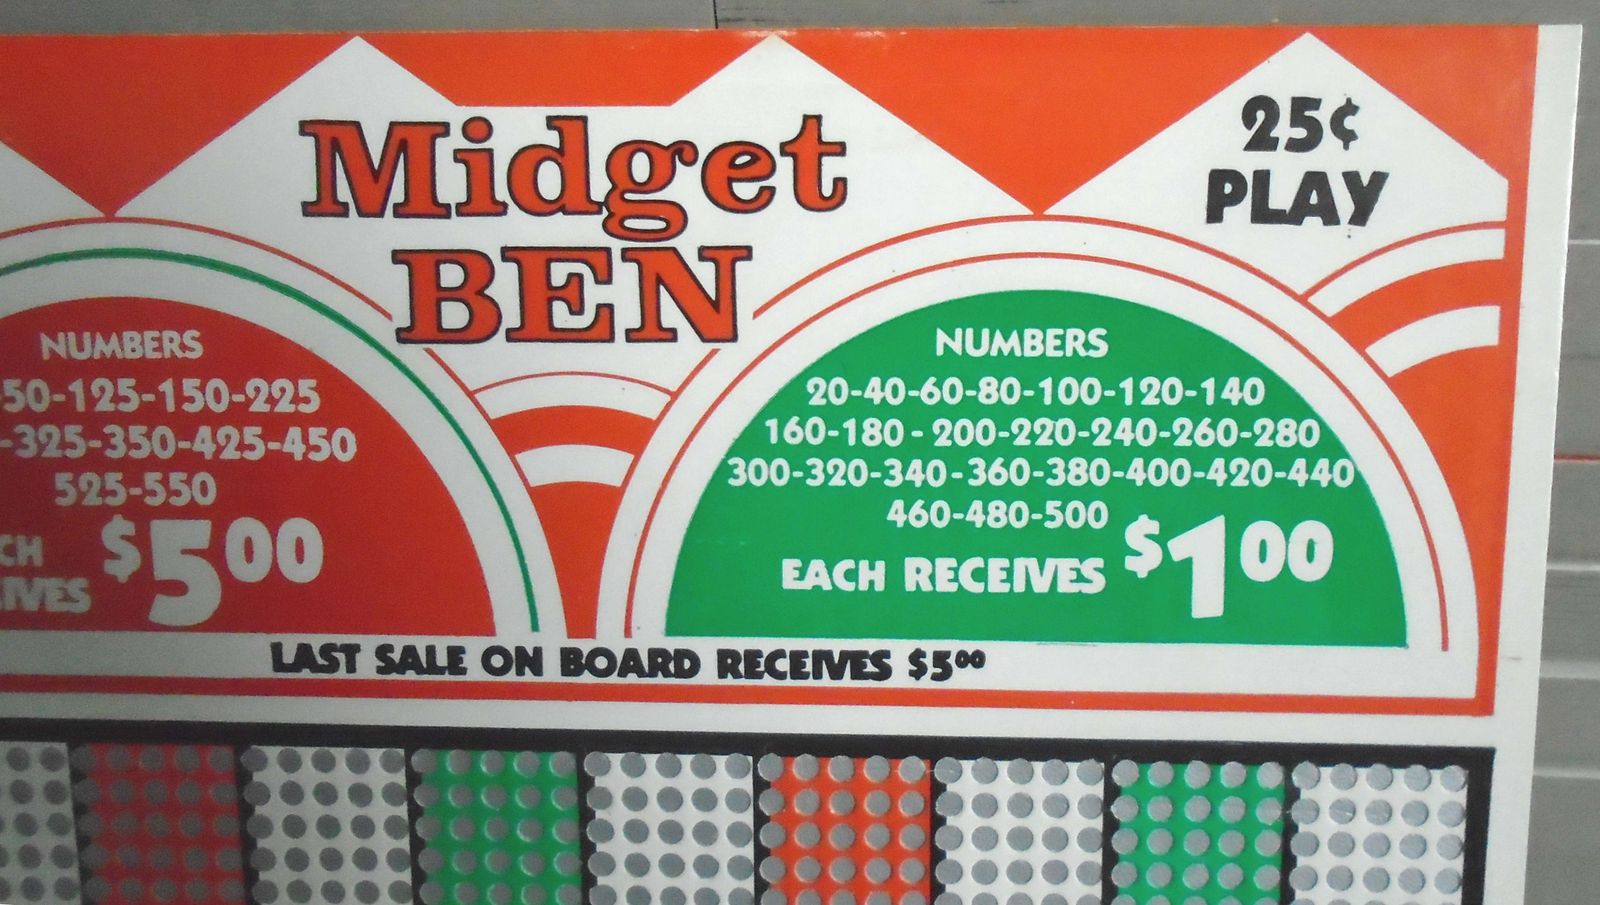 Midget
BEN
25¢
PLAY
NUMBERS
50-125-150-225
-325-350-425-450
525-550
$5.00
NUMBERS
20-40-60-80-100-120-140
160-180-200-220-240-260-280
300-320-340-360-380-400-420-440
460-480-500
EACH RECEIVES $1.00
LAST SALE ON BOARD RECEIVES $5.00